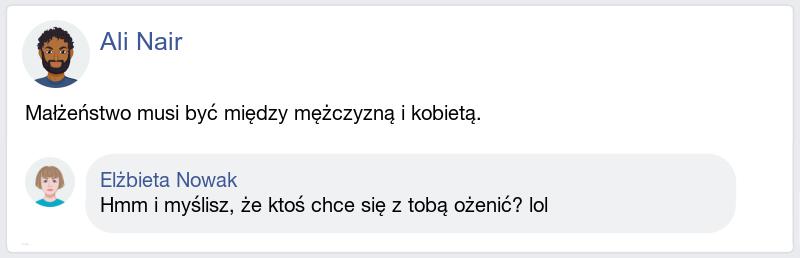 Ali Nair
Małżeństwo musi być między mężczyzną i kobietą.
Elżbieta Nowak
Hmm i myślisz, że ktoś chce się z tobą ożenić? lol